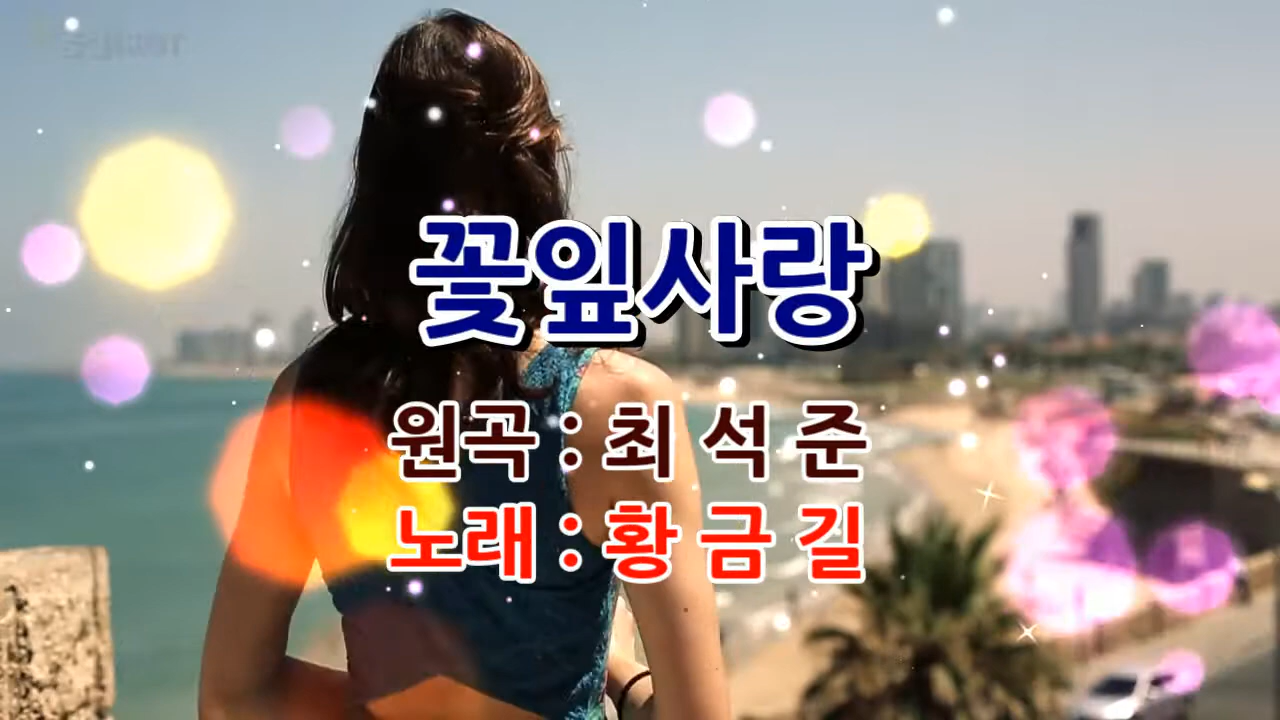 꽃잎사랑
원곡 : 최 석 준
노래 : 황 금 길